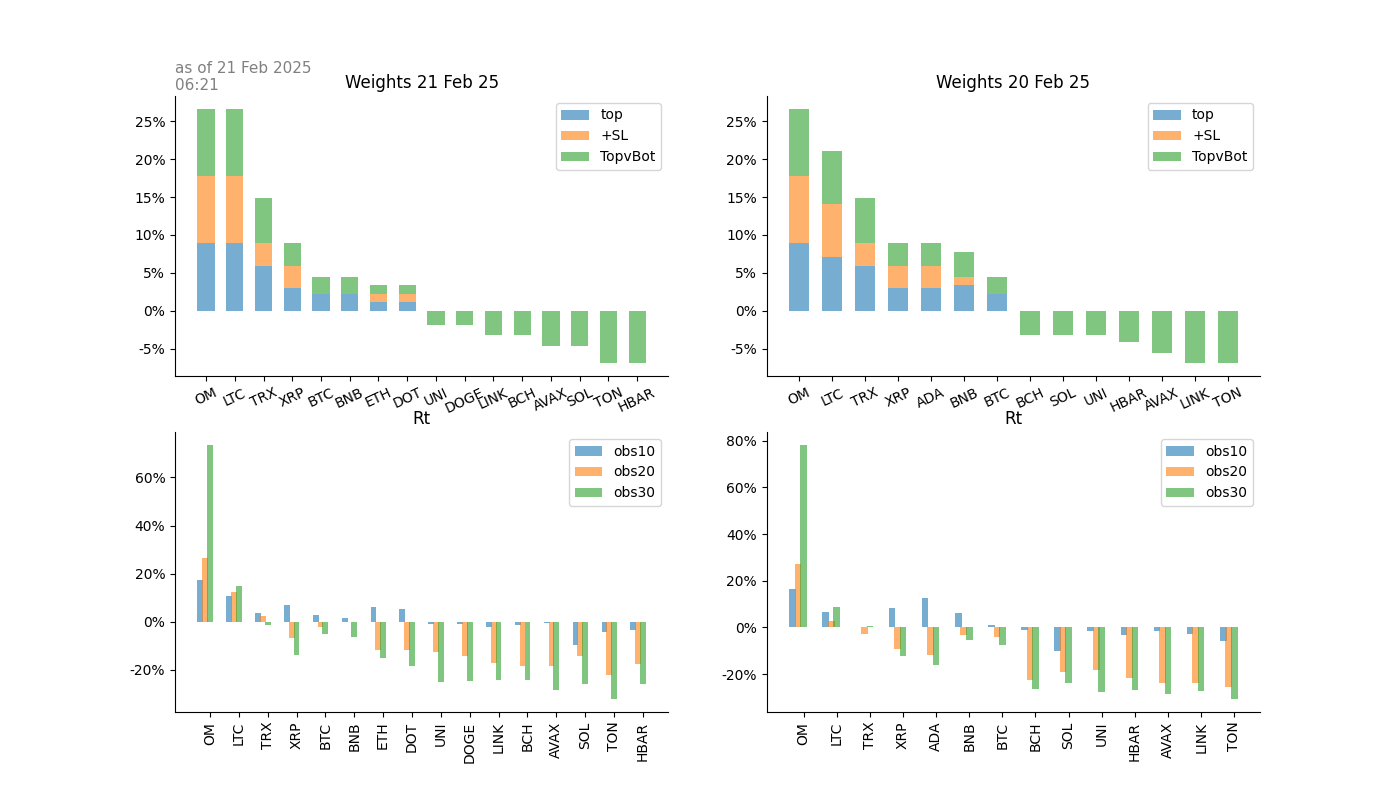 as of 21 Feb 2025
06:21
Weights 21 Feb 25
25%
20%
15%
10%
5%
0%
-5%
top
+SL
TopvBot
OM LTC TRX XRP BTC BNB ETH DOT UNI DOGE LINK BCH AVAX SOL TON HBAR
Weights 20 Feb 25
25%
20%
15%
10%
5%
0%
-5%
top
+SL
TopvBot
OM LTC TRX XRP ADA BNB BTC BCH SOL UNI HBAR AVAX LINK TON
Rt
60%
40%
20%
0%
-20%
obs10
obs20
obs30
OM LTC TRX XRP BTC BNB ETH DOT UNI DOGE LINK BCH AVAX SOL TON HBAR
Rt
80%
60%
40%
20%
0%
-20%
obs10
obs20
obs30
OM LTC TRX XRP ADA BNB BTC BCH SOL UNI HBAR AVAX LINK TON